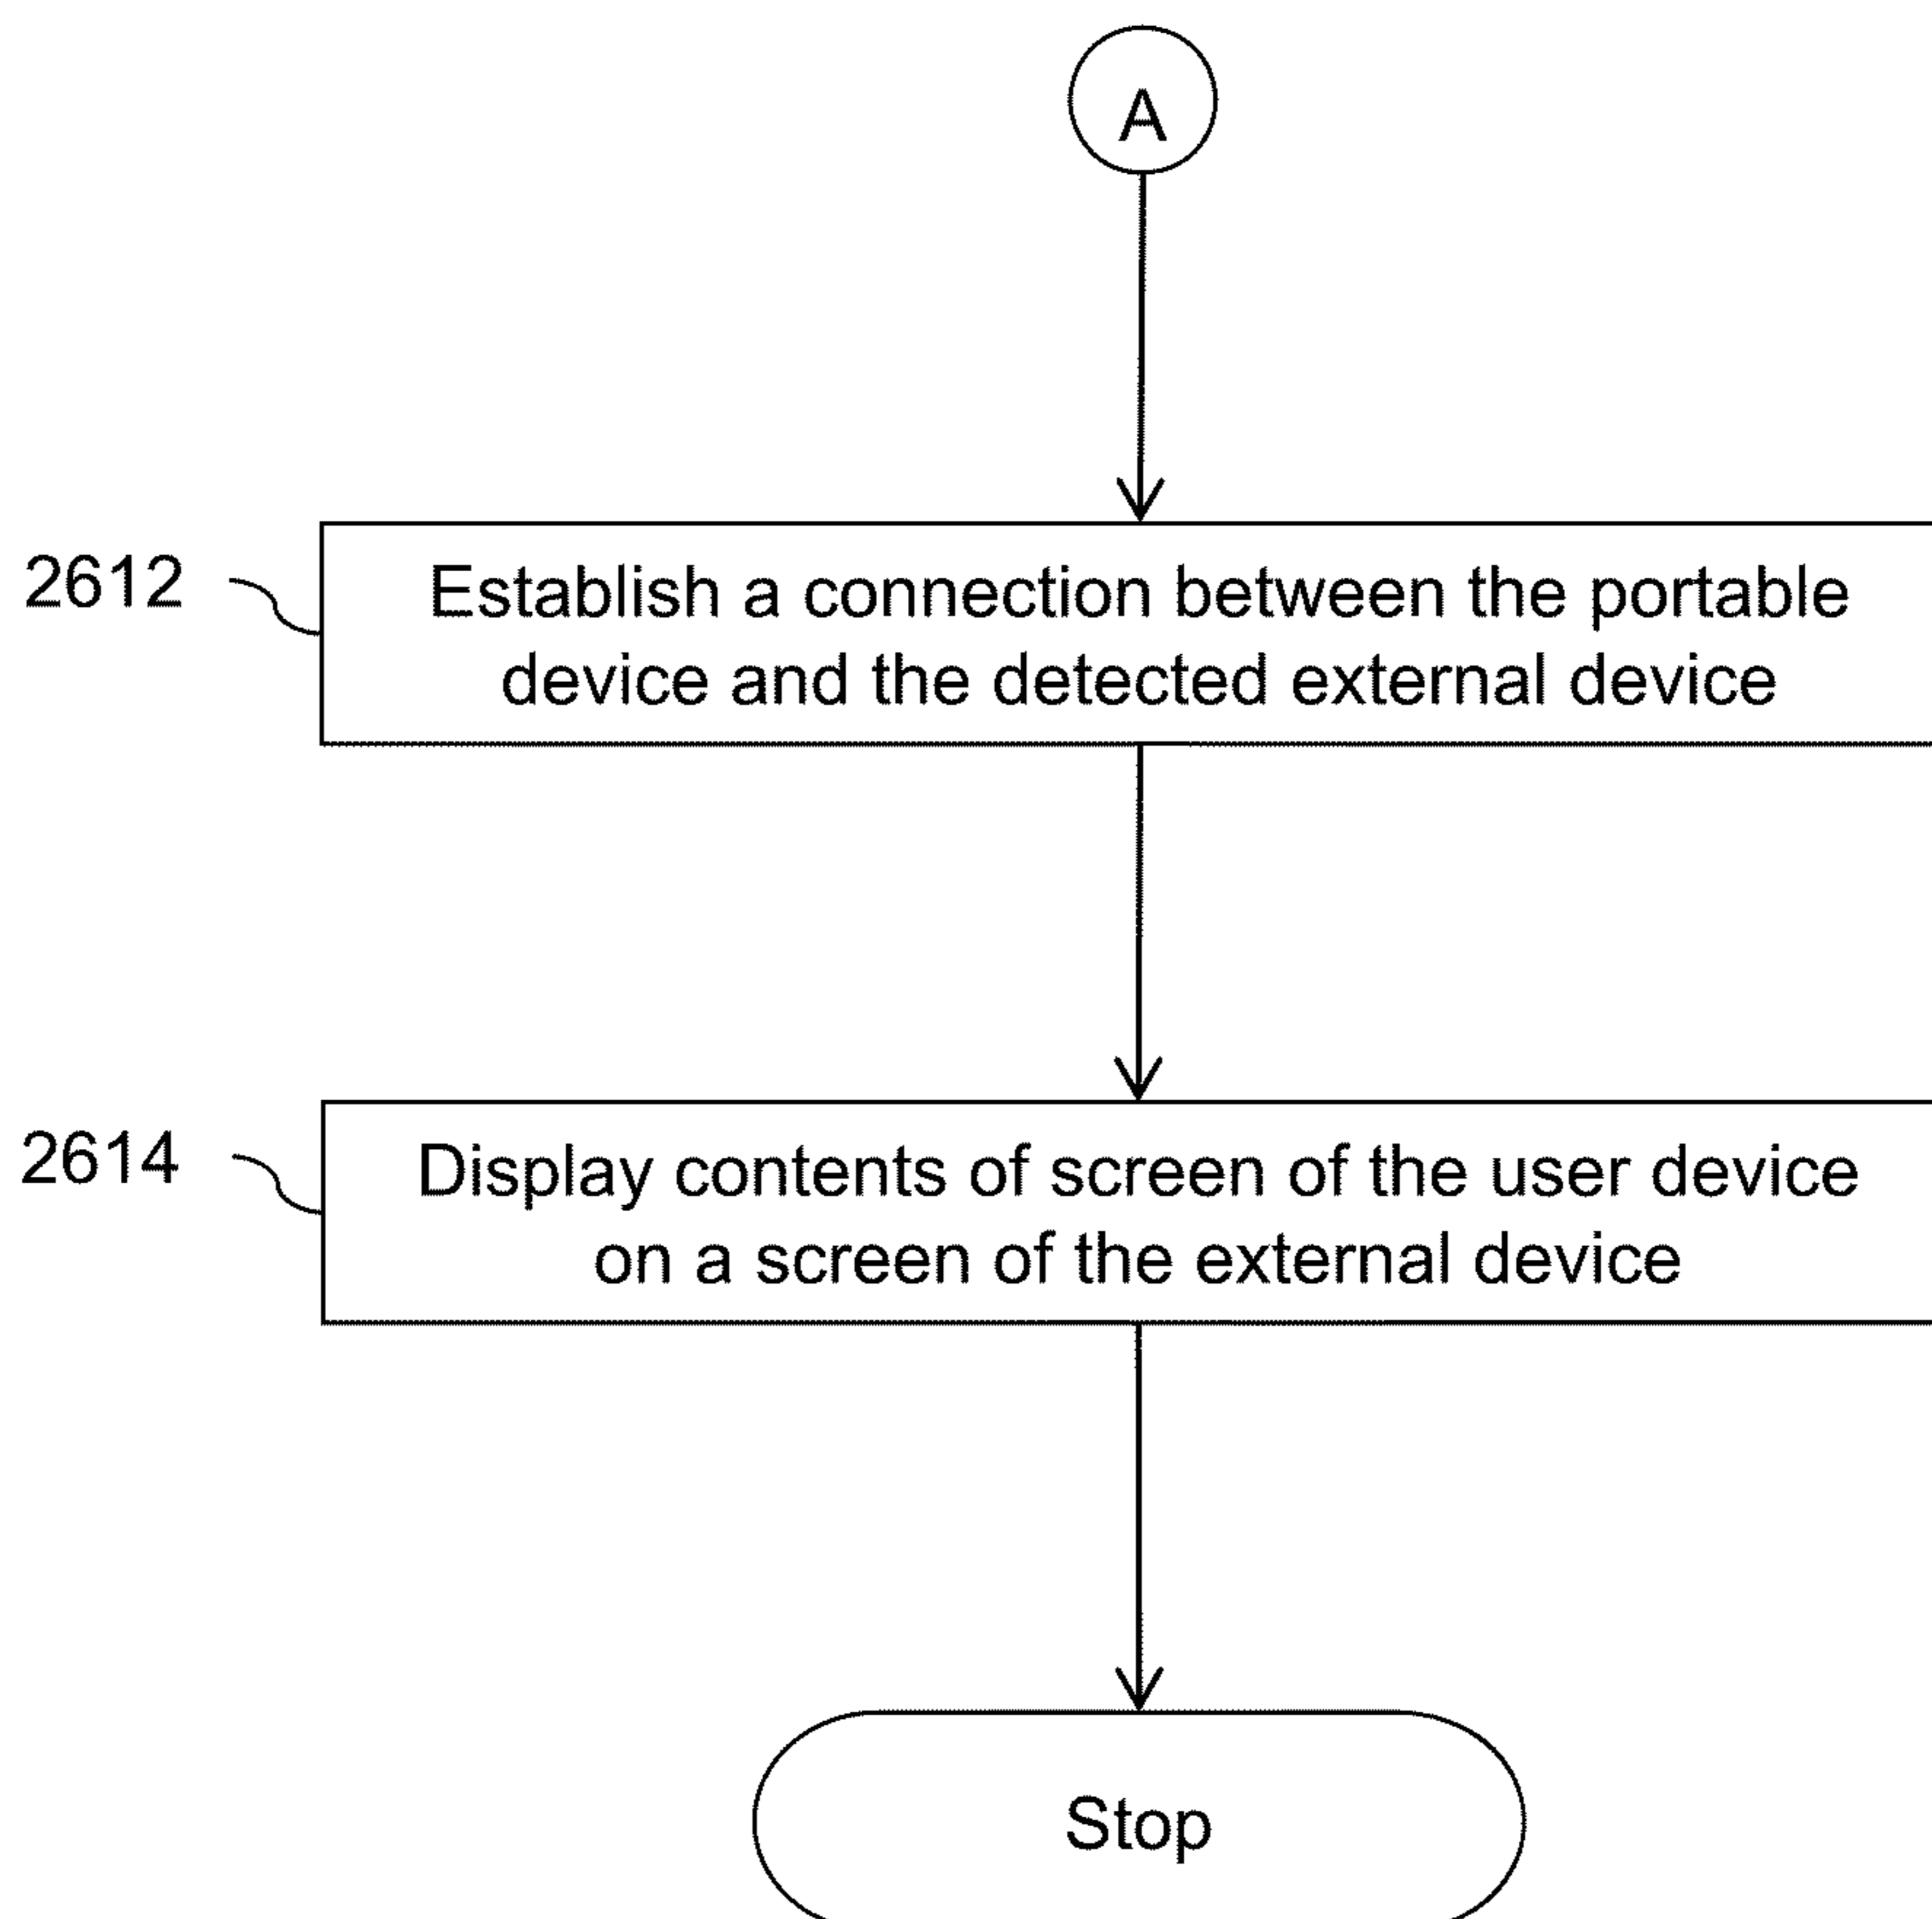 A
2612
Establish a connection between the portable
device and the detected external device
2614
Display contents of screen of the user device
on a screen of the external device
Stop